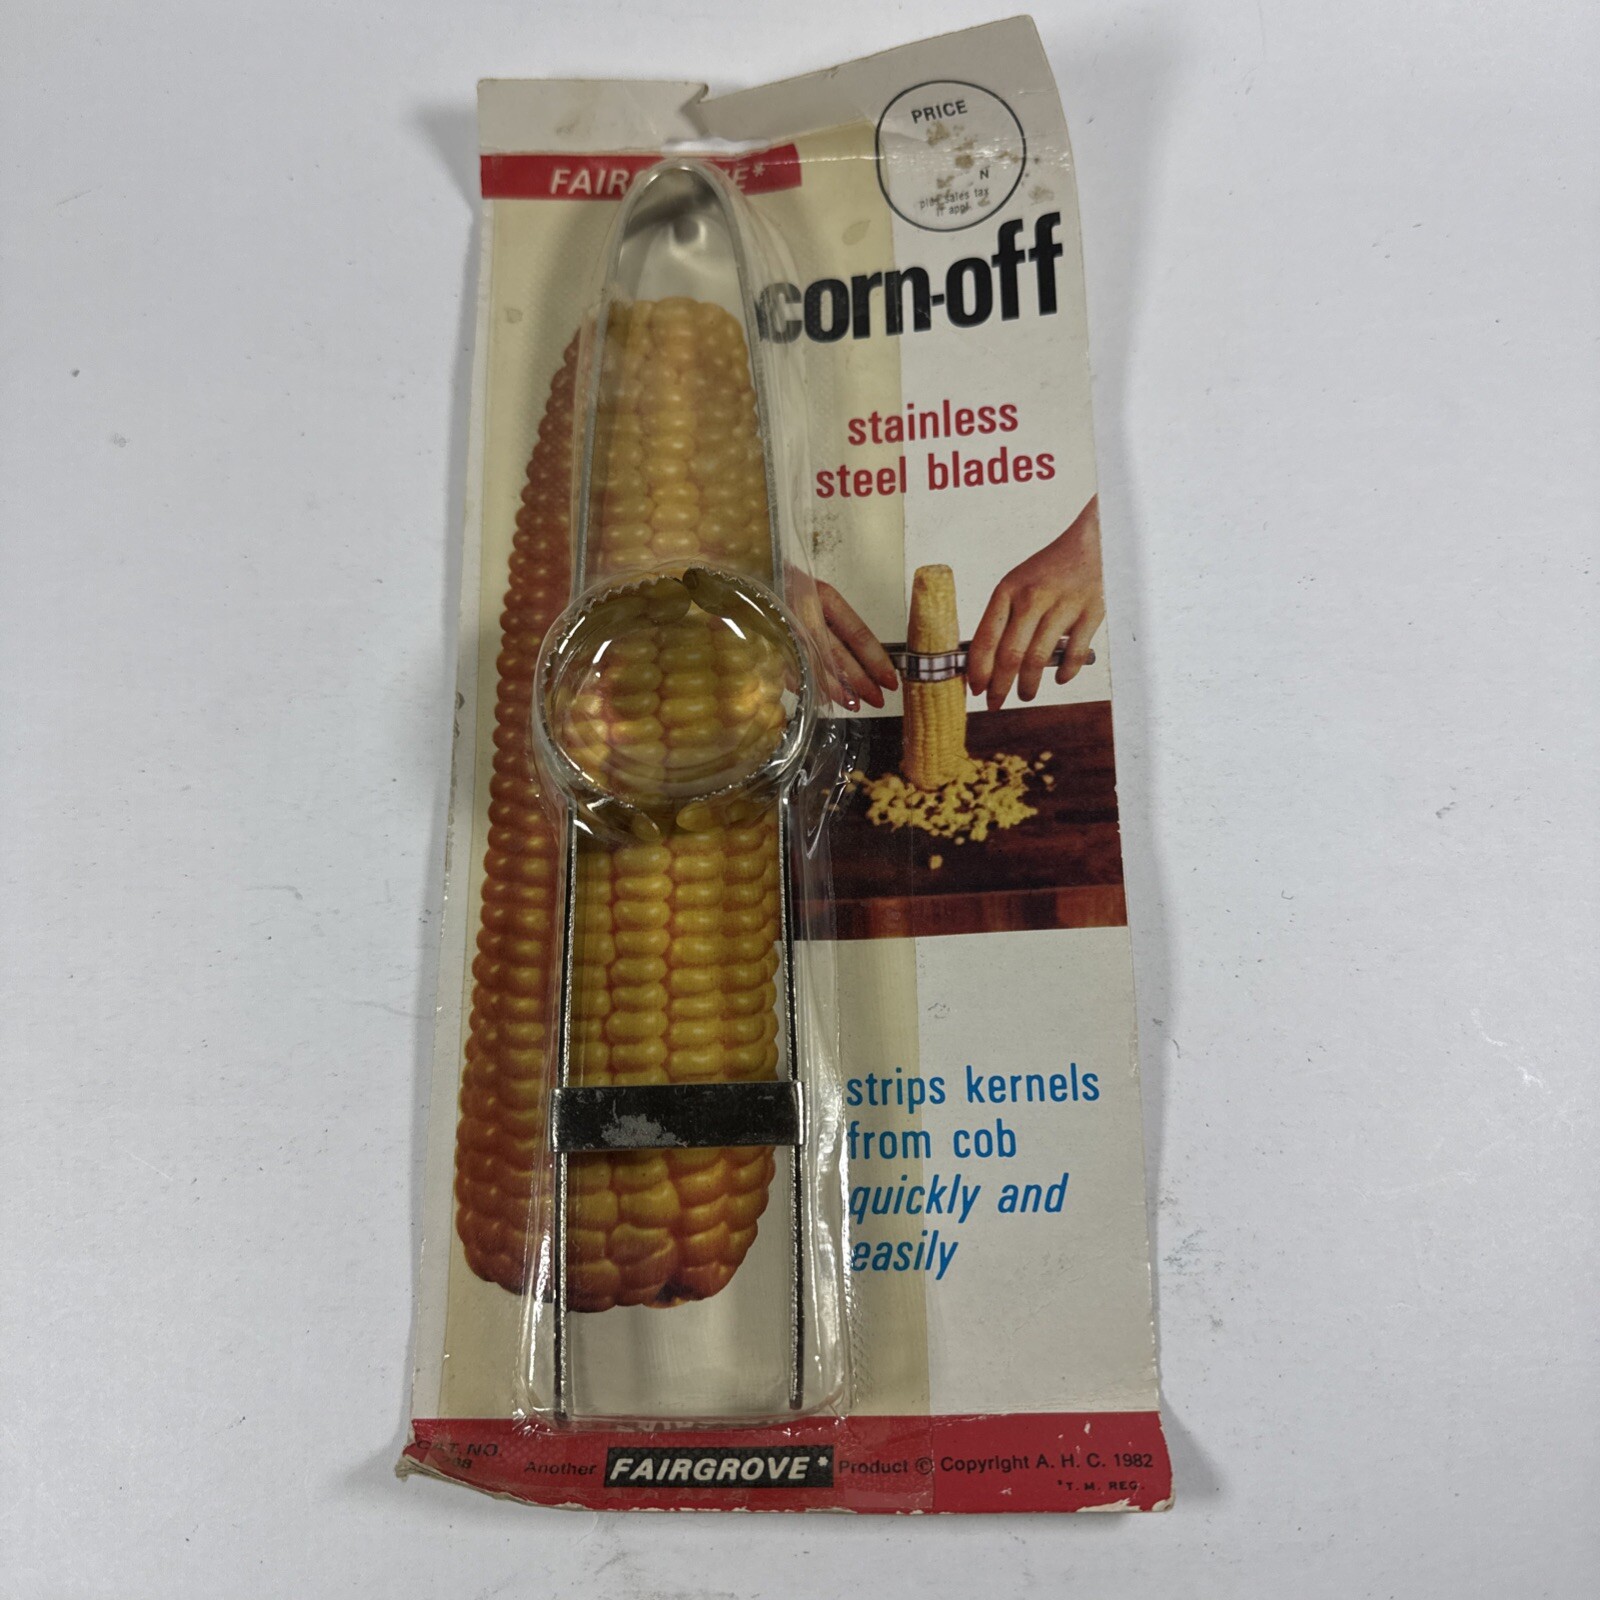 PRICE
N
plus sales tax
if appl.
FAIRGROVE*
corn-off
stainless
steel blades
strips kernels
from cob
quickly and
easily
CAT. NO.
Another FAIRGROVE* Product © Copyright A. H. C. 1982
*T. M. REG.